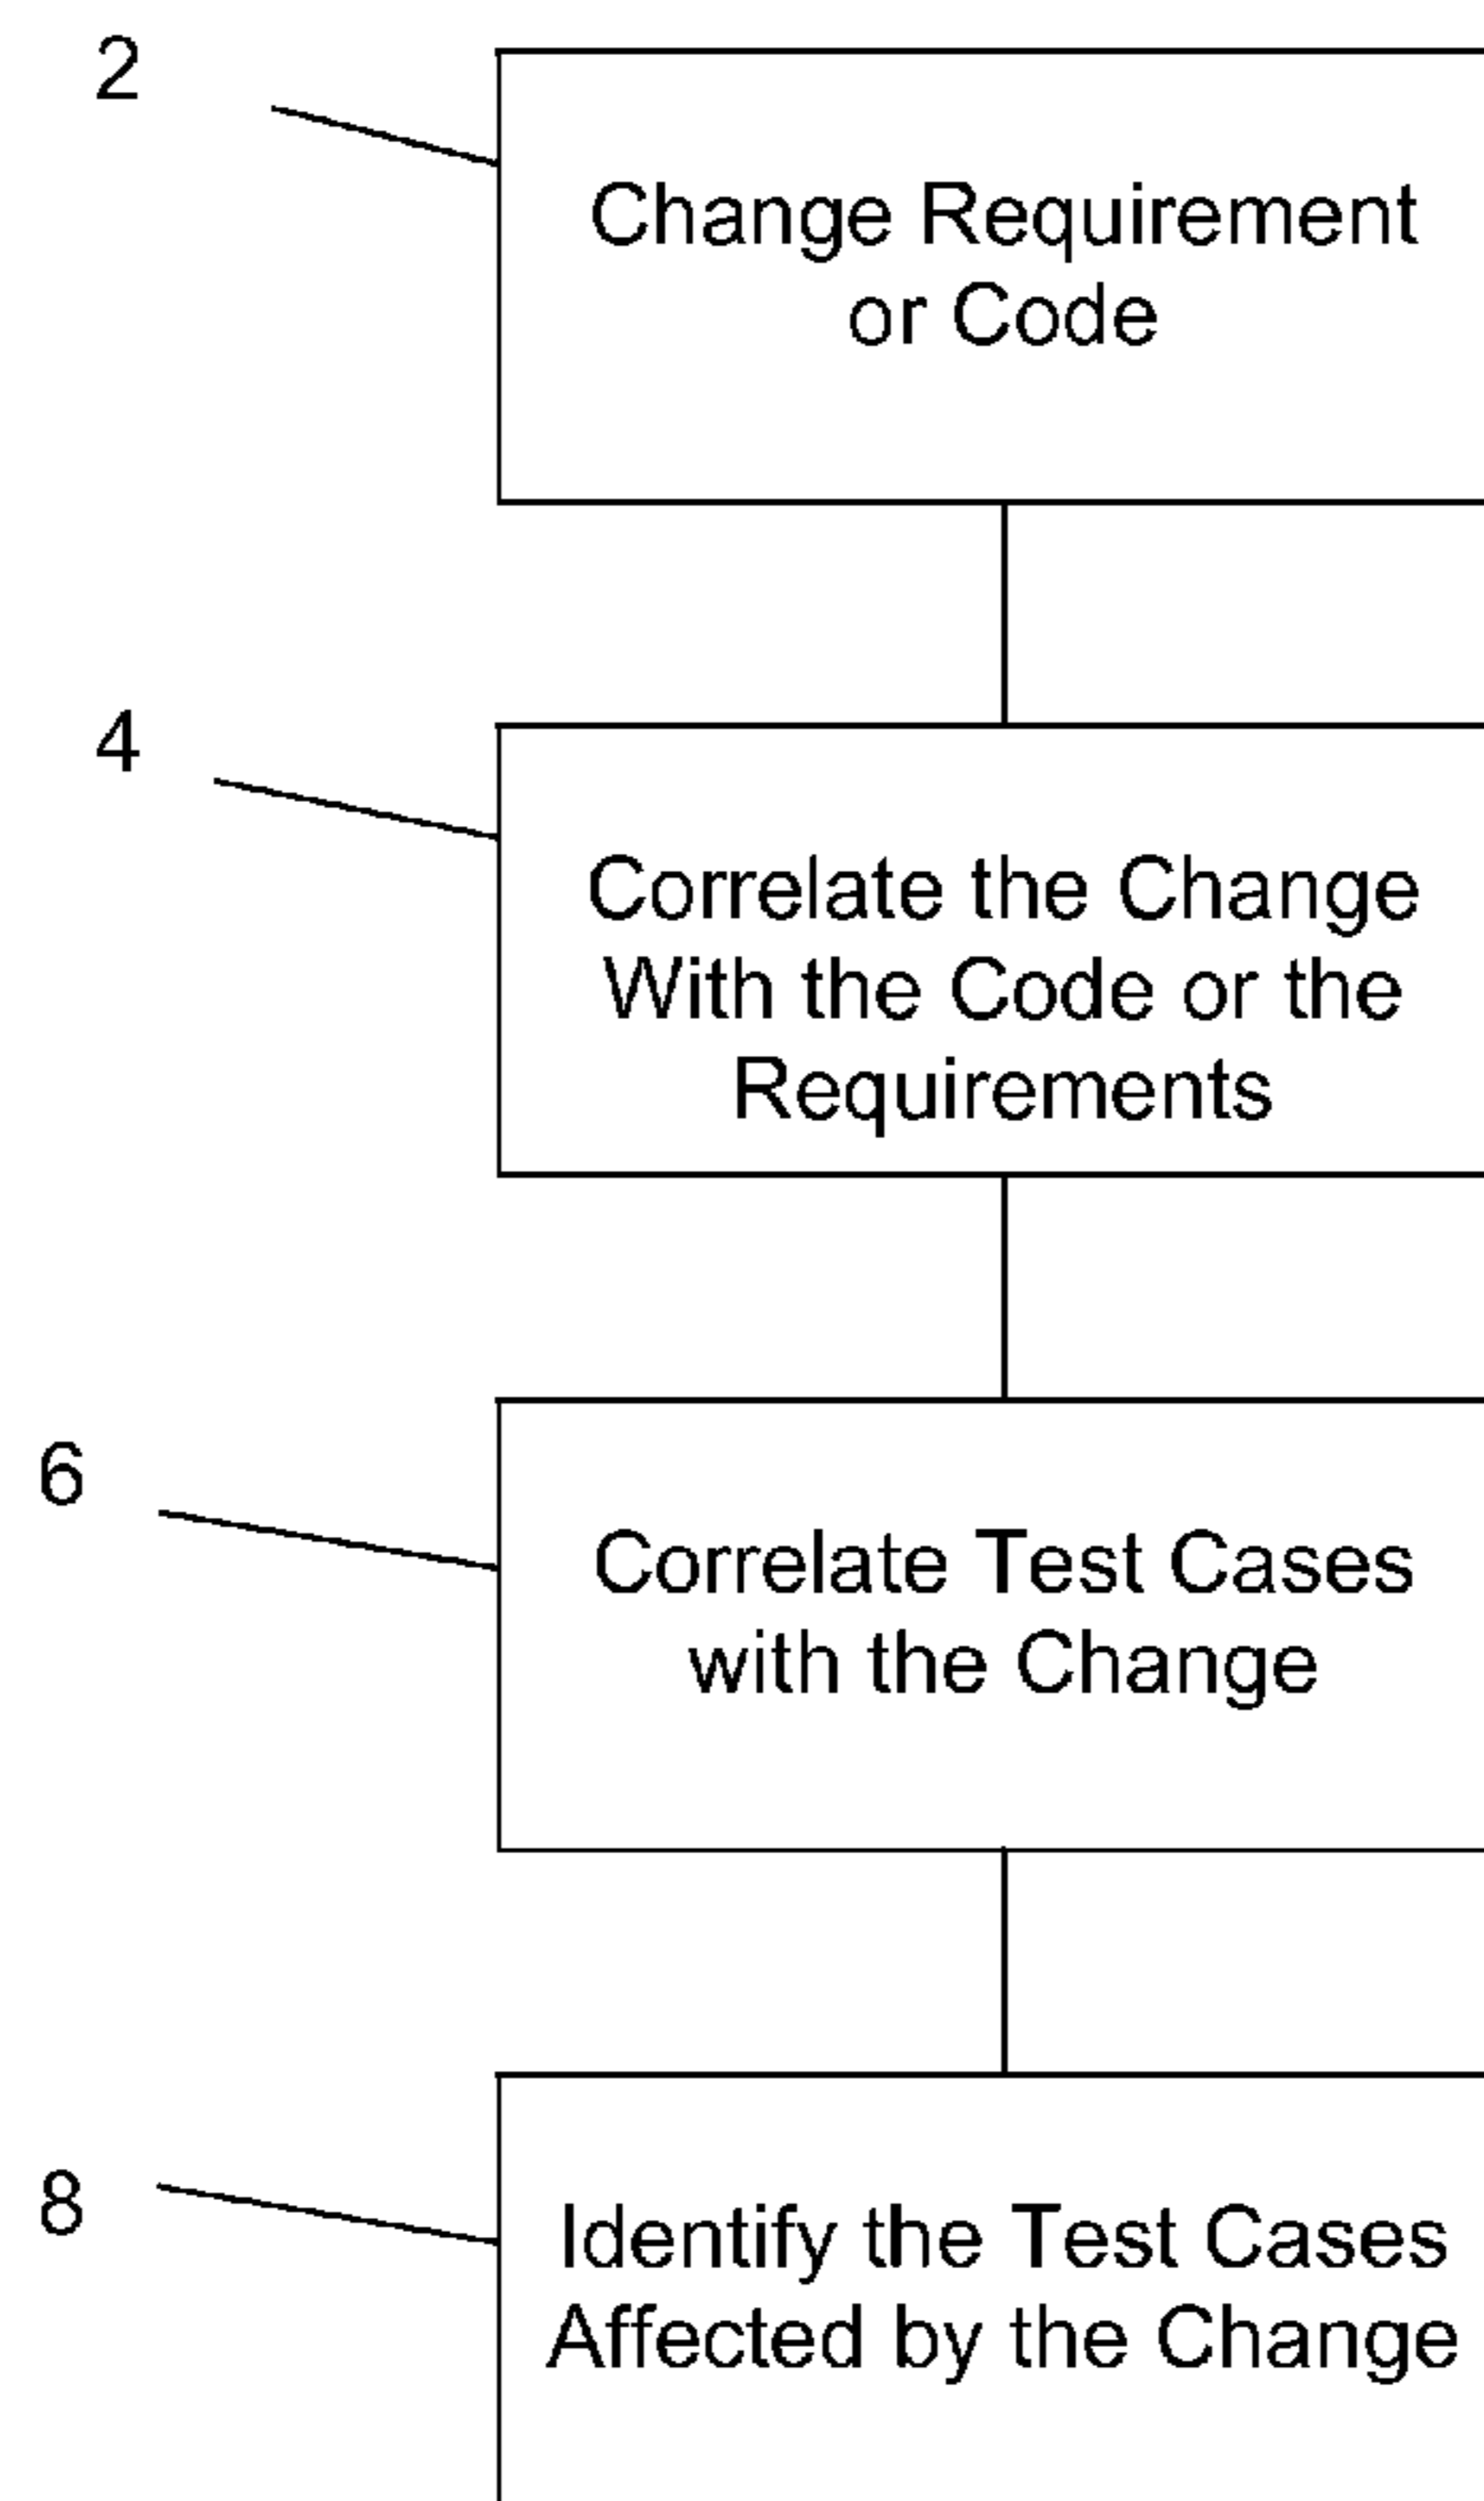 2
Change Requirement
or Code
4
Correlate the Change
With the Code or the
Requirements
6
Correlate Test Cases
with the Change
8
Identify the Test Cases
Affected by the Change